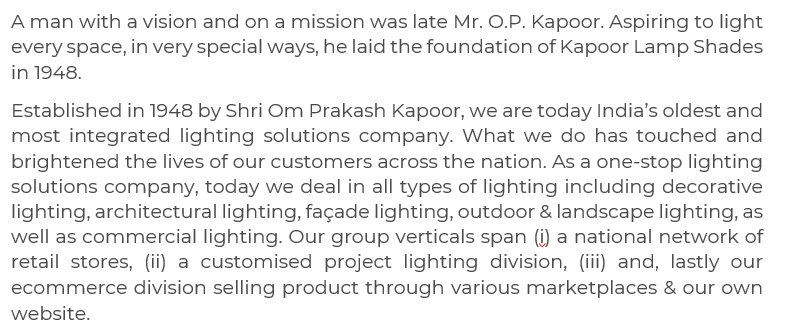 A man with a vision and on a mission was late Mr. O.P. Kapoor. Aspiring to light
every space, in very special ways, he laid the foundation of Kapoor Lamp Shades
in 1948.
Established in 1948 by Shri Om Prakash Kapoor, we are today India’s oldest and
most integrated lighting solutions company. What we do has touched and
brightened the lives of our customers across the nation. As a one-stop lighting
solutions company, today we deal in all types of lighting including decorative
lighting, architectural lighting, façade lighting, outdoor & landscape lighting, as
well as commercial lighting. Our group verticals span (i) a national network of
retail stores, (ii) a customised project lighting division, (iii) and, lastly our
ecommerce division selling product through various marketplaces & our own
website.